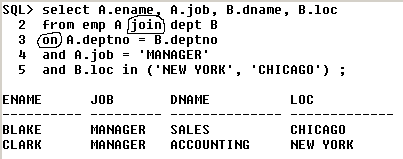 SQL> select A.ename, A.job, B.dname, B.loc
2 from emp A join dept B
3 on A.deptno = B.deptno
4 and A.job = 'MANAGER'
5 and B.loc in ('NEW YORK', 'CHICAGO') ;
ENAME JOB DNAME LOC
---------- --------- -------------- -------------
BLAKE MANAGER SALES CHICAGO
CLARK MANAGER ACCOUNTING NEW YORK